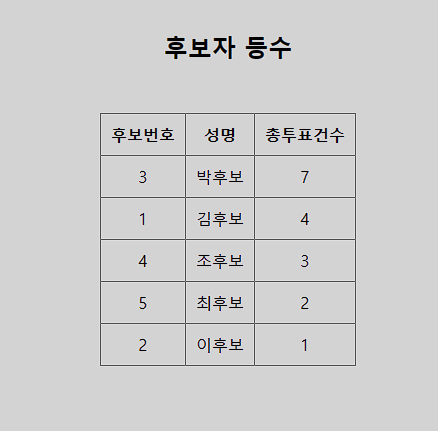 후보자 등수
후보번호 성명 총투표건수
3 박후보 7
1 김후보 4
4 조후보 3
5 최후보 2
2 이후보 1